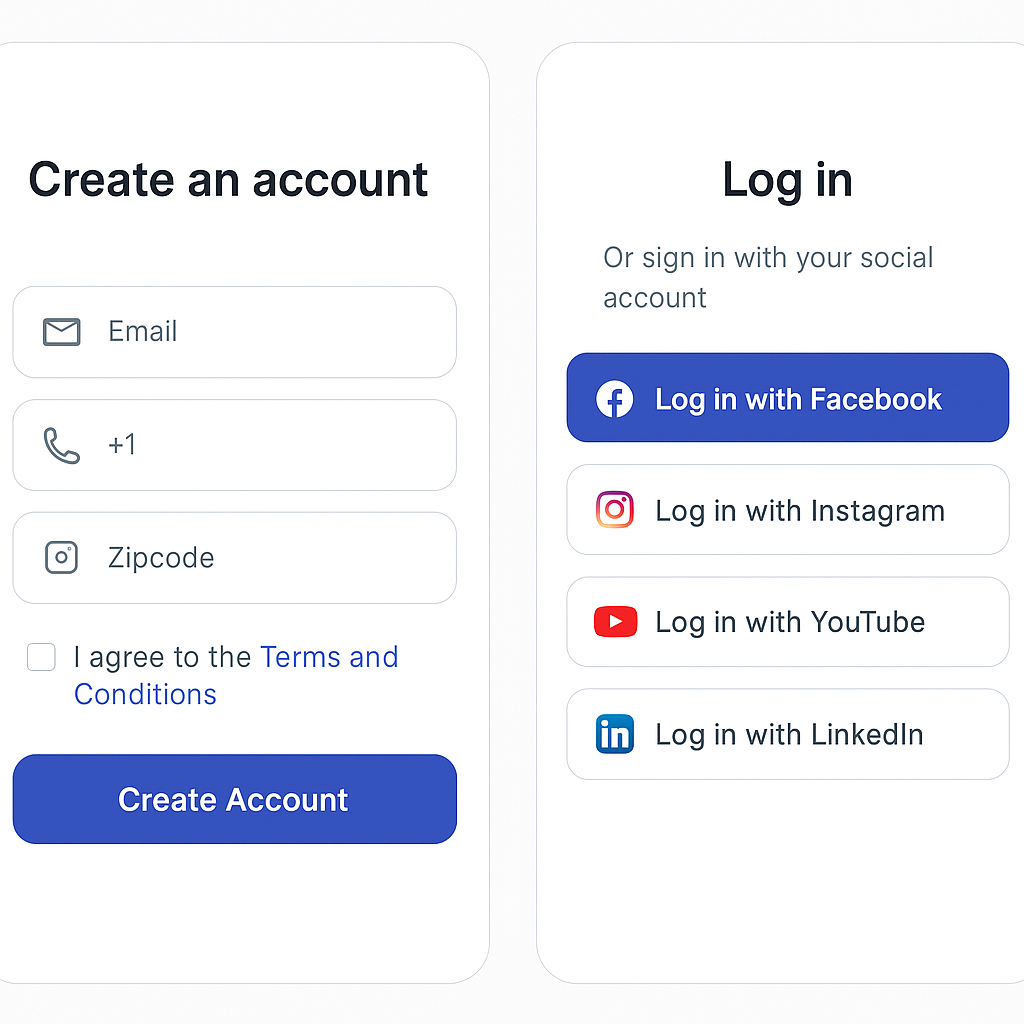 Create an account
Email
+1
Zipcode
I agree to the Terms and
Conditions
Create Account
Log in
Or sign in with your social
account
Log in with Facebook
Log in with Instagram
Log in with YouTube
in
Log in with LinkedIn